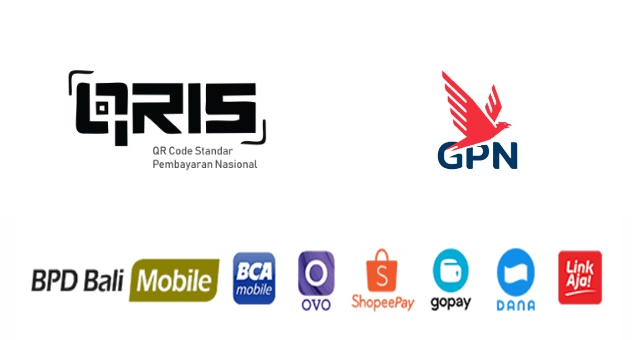 QRIS
QR Code Standar
Pembayaran Nasional
GPN
BPD Bali Mobile
BCA
mobile
OVO
S
ShopeePay
gopay
DANA
Link
Aja!